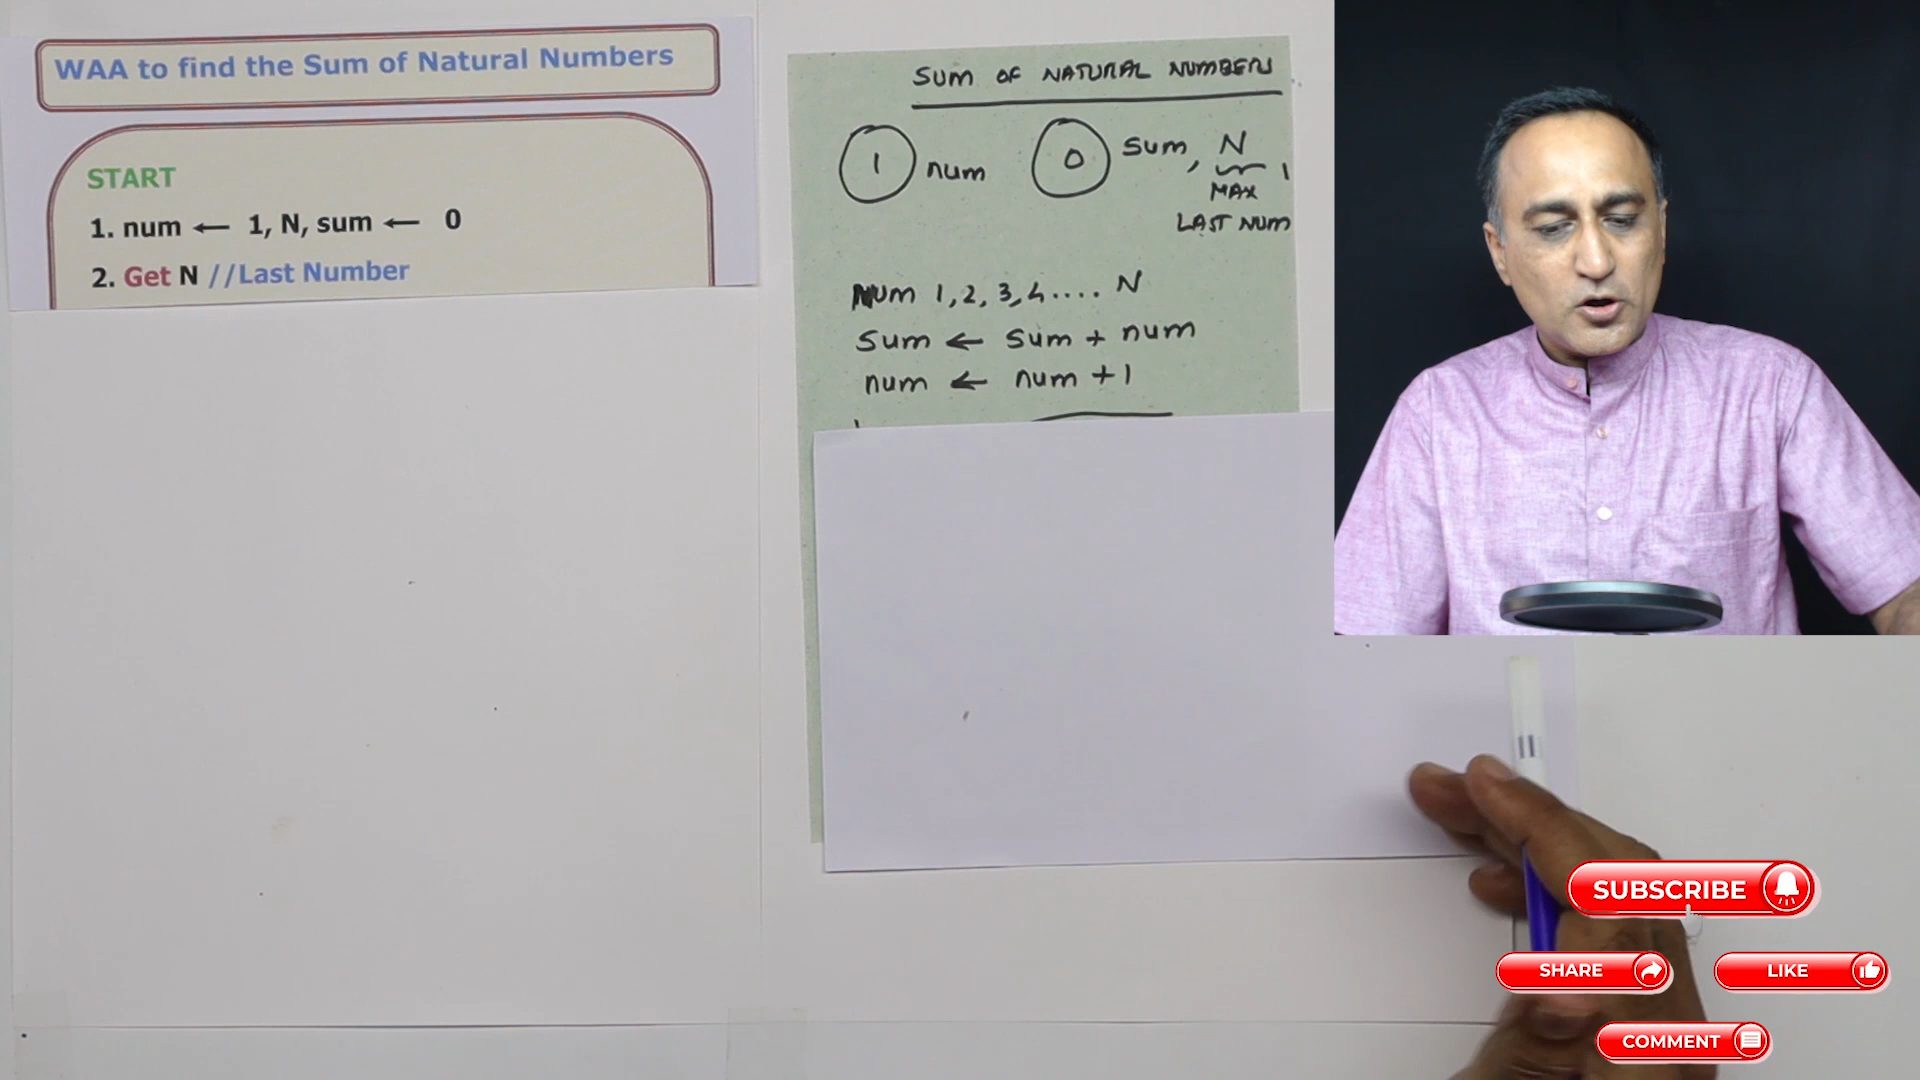 WAA to find the Sum of Natural Numbers
START
1. num ← 1, N, sum ← 0
2. Get N //Last Number
SUM OF NATURAL NUMBERS
1 num 0 sum, N
MAX
LAST NUM
Num 1, 2, 3, 4.... N
Sum ← sum + num
num ← num + 1
SUBSCRIBE
SHARE LIKE
COMMENT